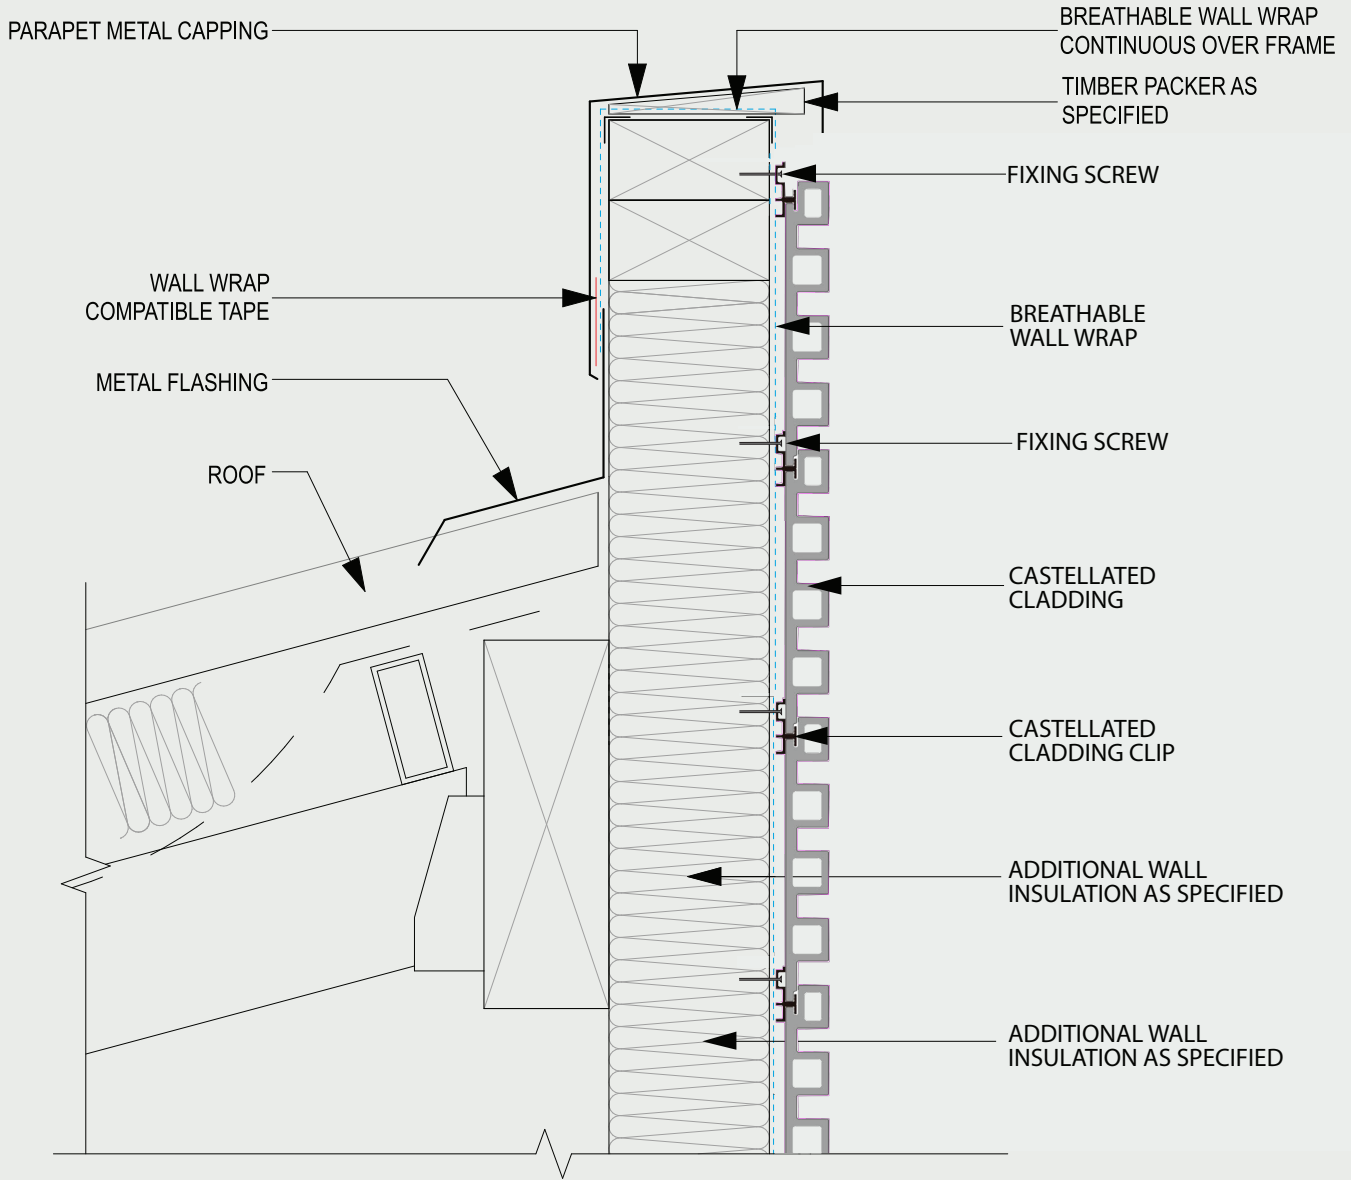 PARAPET METAL CAPPING
BREATHABLE WALL WRAP
CONTINUOUS OVER FRAME
TIMBER PACKER AS
SPECIFIED
FIXING SCREW
WALL WRAP
COMPATIBLE TAPE
BREATHABLE
WALL WRAP
METAL FLASHING
FIXING SCREW
ROOF
CASTELLATED
CLADDING
CASTELLATED
CLADDING CLIP
ADDITIONAL WALL
INSULATION AS SPECIFIED
ADDITIONAL WALL
INSULATION AS SPECIFIED